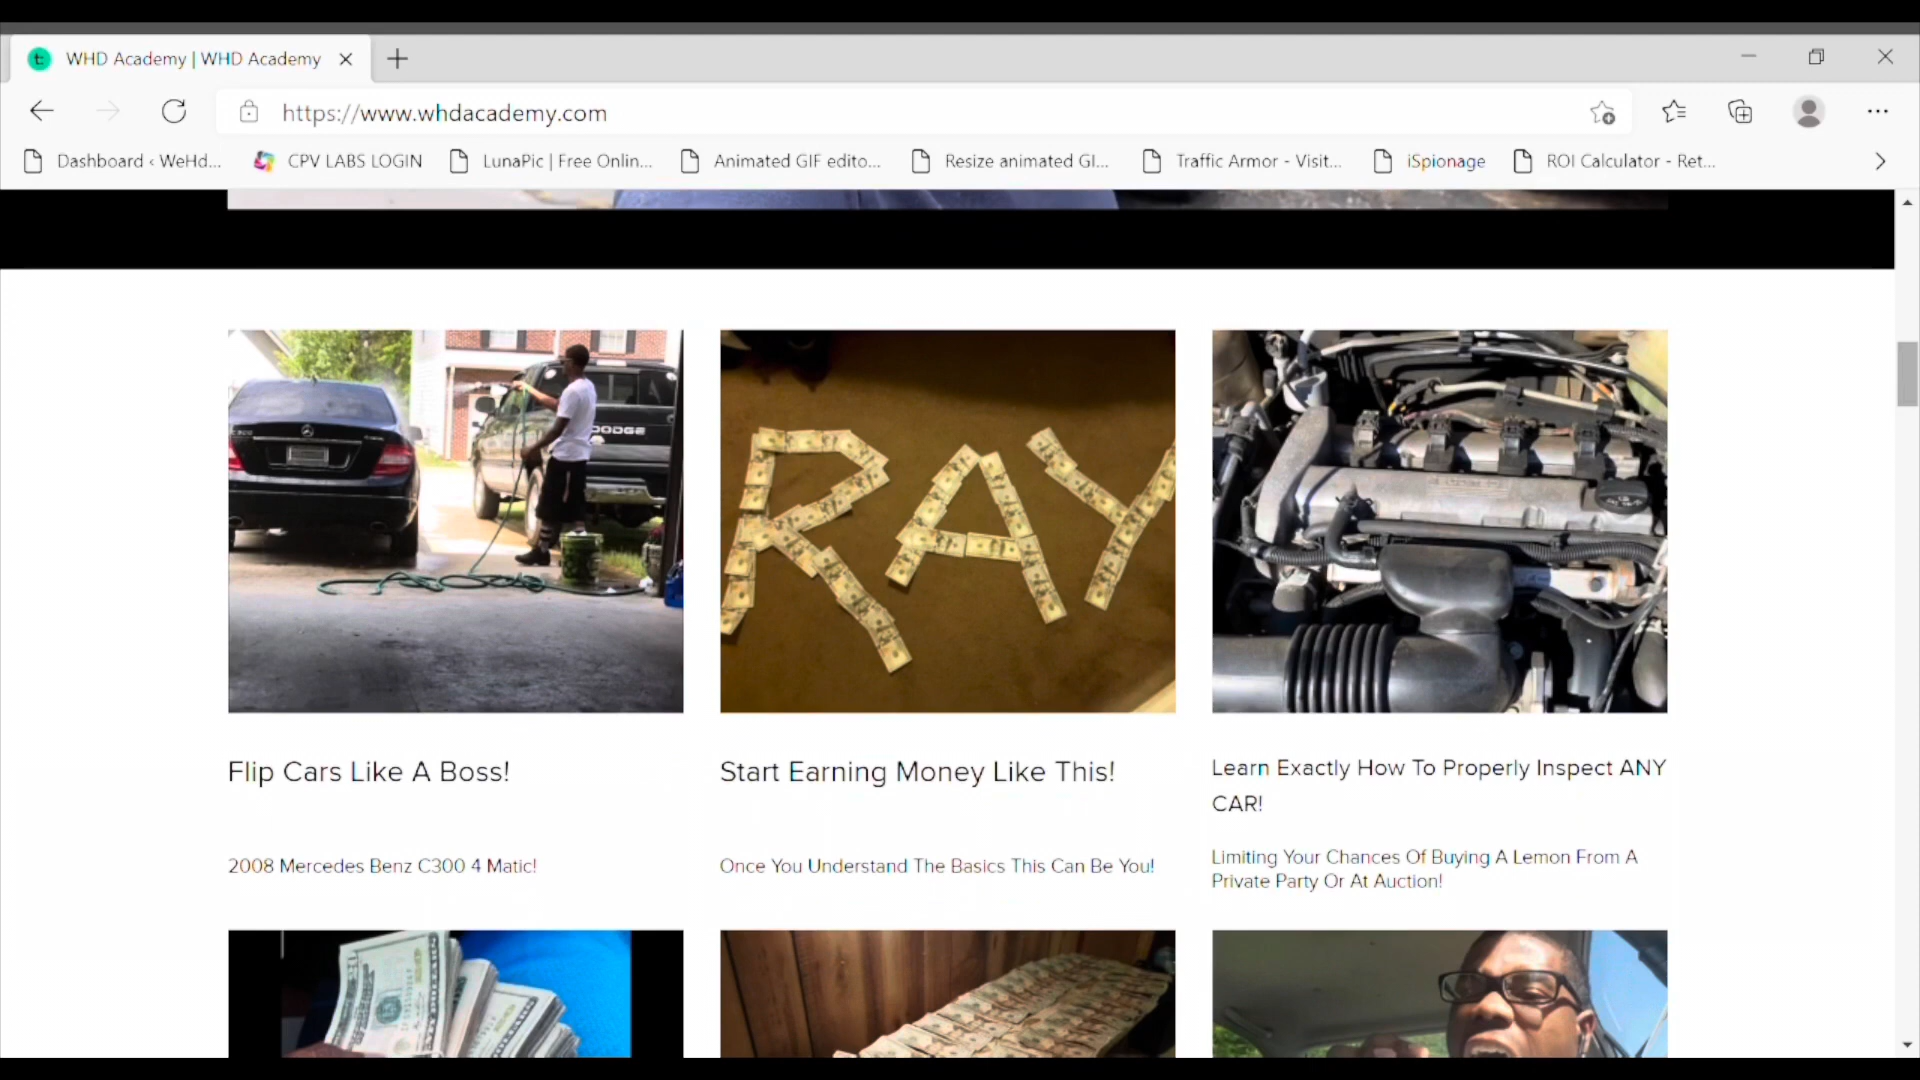 WHD Academy | WHD Academy
https://www.whdacademy.com
Dashboard ‹ WeHd...
CPV LABS LOGIN
LunaPic | Free Onlin...
Animated GIF edito...
Resize animated GI...
Traffic Armor - Visit...
iSpionage
ROI Calculator - Ret...
C300
DODGE
RAY
Flip Cars Like A Boss!
Start Earning Money Like This!
Learn Exactly How To Properly Inspect ANY
CAR!
2008 Mercedes Benz C300 4 Matic!
Once You Understand The Basics This Can Be You!
Limiting Your Chances Of Buying A Lemon From A
Private Party Or At Auction!